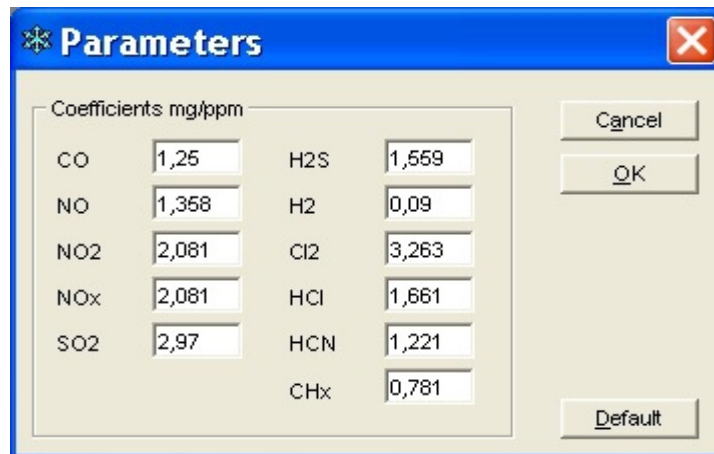 Parameters
Coefficients mg/ppm
CO 1,25 H2S 1,559
NO 1,358 H2 0,09
NO2 2,081 Cl2 3,263
NOx 2,081 HCl 1,661
SO2 2,97 HCN 1,221
CHx 0,781
Cancel
OK
Default